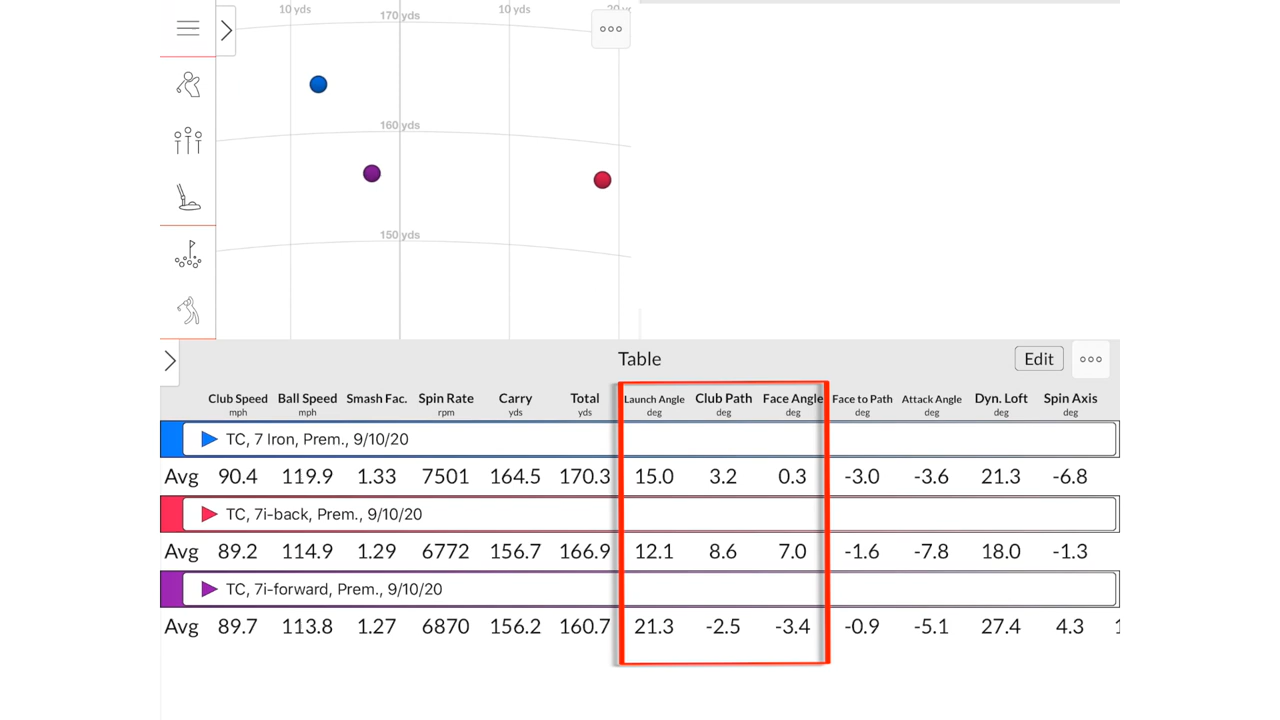 10 yds 170 yds 10 yds
160 yds
150 yds
Table Edit
Club Speed Ball Speed Smash Fac. Spin Rate Carry Total Launch Angle Club Path Face Angle Face to Path Attack Angle Dyn. Loft Spin Axis
mph mph rpm yds yds deg deg deg deg deg deg deg
TC, 7 Iron, Prem., 9/10/20
Avg 90.4 119.9 1.33 7501 164.5 170.3 15.0 3.2 0.3 -3.0 -3.6 21.3 -6.8
TC, 7i-back, Prem., 9/10/20
Avg 89.2 114.9 1.29 6772 156.7 166.9 12.1 8.6 7.0 -1.6 -7.8 18.0 -1.3
TC, 7i-forward, Prem., 9/10/20
Avg 89.7 113.8 1.27 6870 156.2 160.7 21.3 -2.5 -3.4 -0.9 -5.1 27.4 4.3